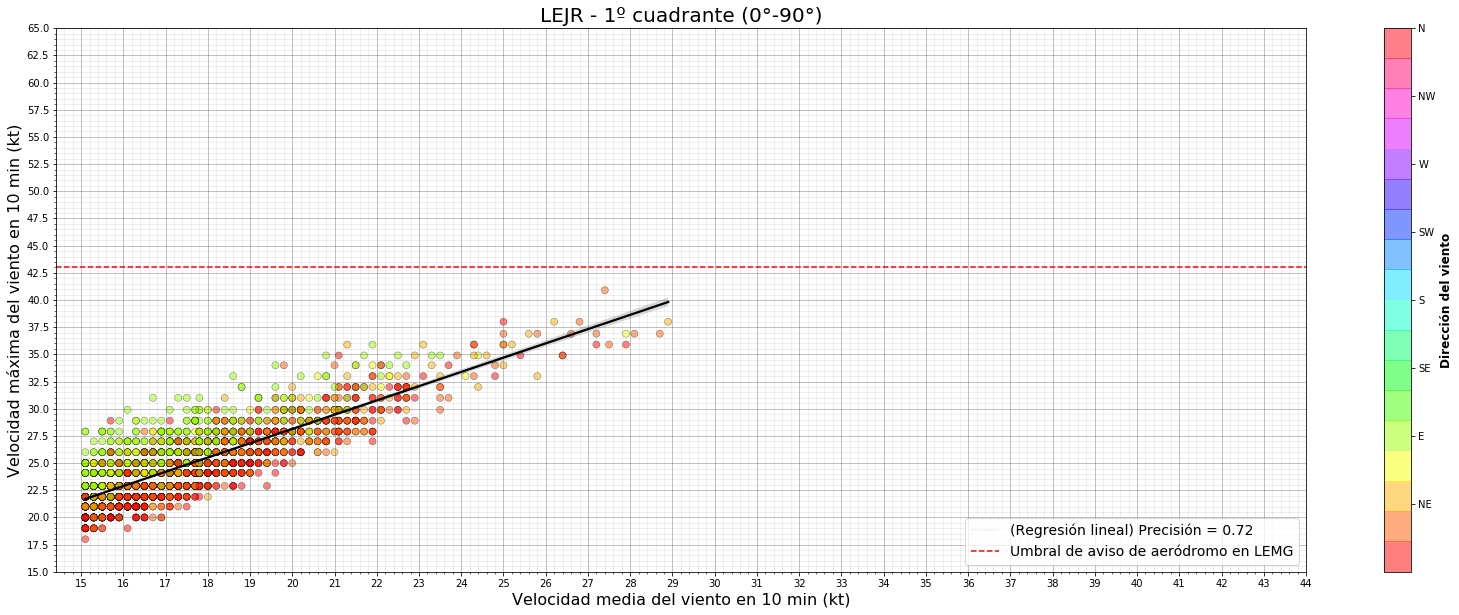 LEJR - 1º cuadrante (0°-90°)
Velocidad máxima del viento en 10 min (kt)
65.0
62.5
60.0
57.5
55.0
52.5
50.0
47.5
45.0
42.5
40.0
37.5
35.0
32.5
30.0
27.5
25.0
22.5
20.0
17.5
15.0
15 16 17 18 19 20 21 22 23 24 25 26 27 28 29 30 31 32 33 34 35 36 37 38 39 40 41 42 43 44
Velocidad media del viento en 10 min (kt)
(Regresión lineal) Precisión = 0.72
Umbral de aviso de aeródromo en LEMG
N
NW
W
SW
S
SE
E
NE
Dirección del viento